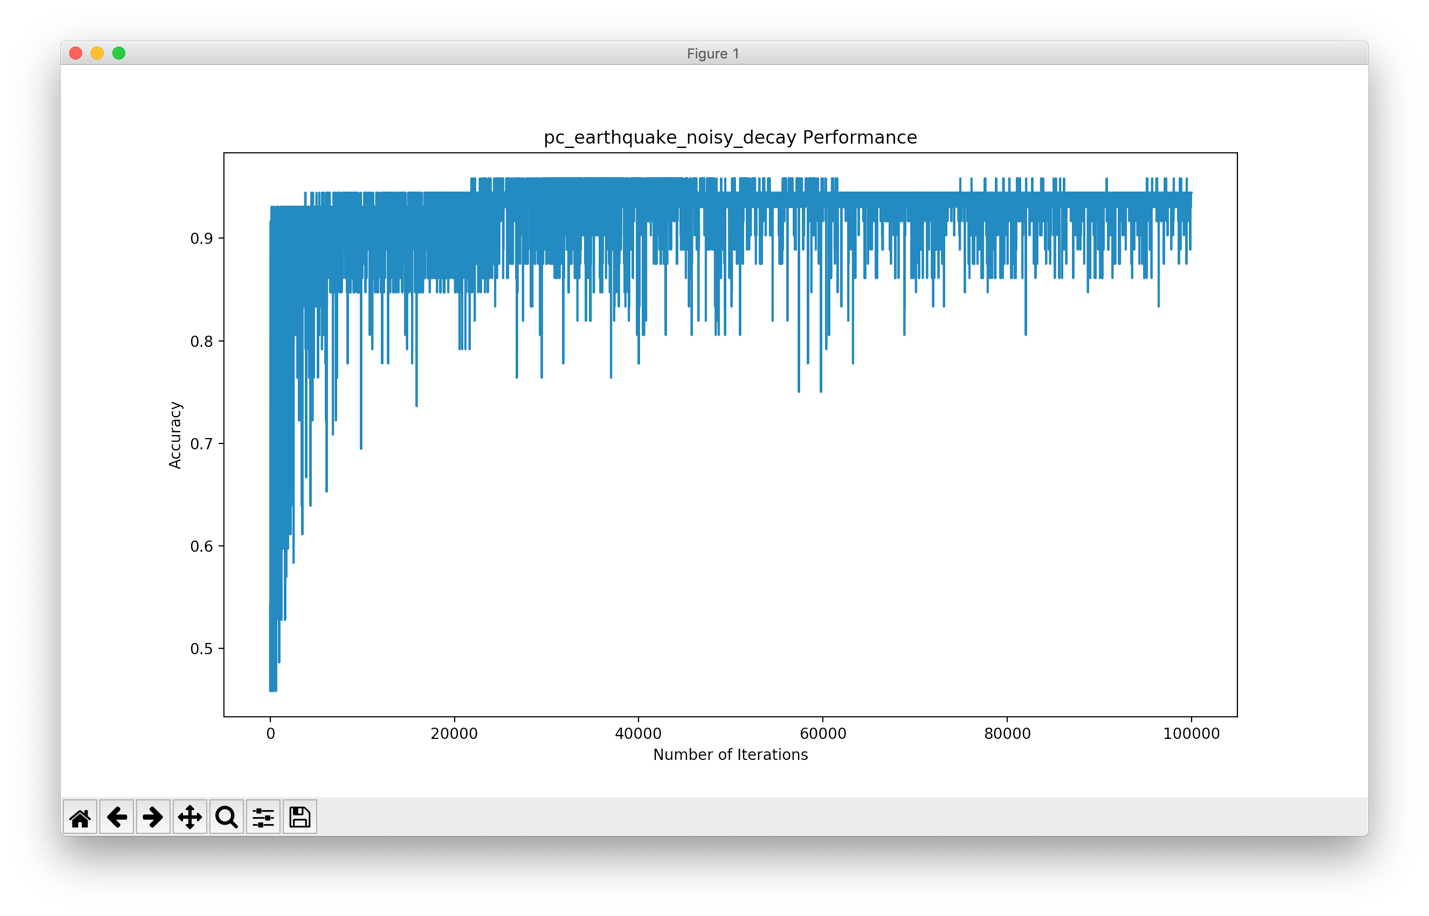 Figure 1
pc_earthquake_noisy_decay Performance
Accuracy
0.9
0.8
0.7
0.6
0.5
0 20000 40000 60000 80000 100000
Number of Iterations